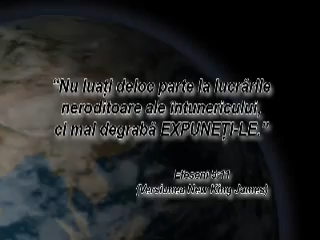 “Nu luați deloc parte la lucrările
neroditoare ale întunericului,
ci mai degrabă EXPUNEȚI-LE.”
Efeseni 5:11
(Versiunea New King James)